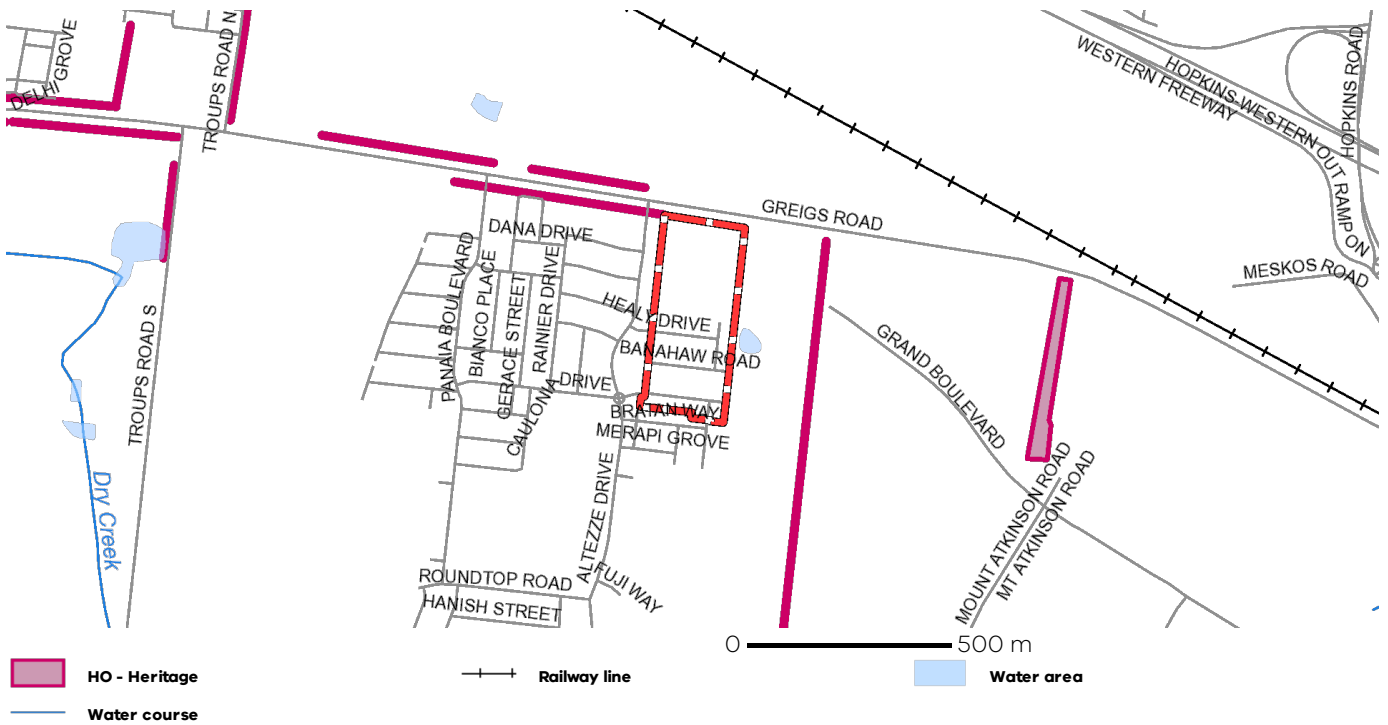 DELHI GROVE
TROUPS ROAD N
HOPKINS-WESTERN OUT RAMP ON
WESTERN FREEWAY
HOPKINS ROAD
GREIGS ROAD
MESKOS ROAD
DANA DRIVE
PANAIA BOULEVARD
BIANCO PLACE
GERACE STREET
RAINIER DRIVE
HEALY DRIVE
BANAHAW ROAD
CAULONIA DRIVE
BRATAN WAY
MERAPI GROVE
GRAND BOULEVARD
TROUPS ROAD S
Dry Creek
ALTEZZE DRIVE
MOUNT ATKINSON ROAD
MT ATKINSON ROAD
ROUNDTOP ROAD
FUJI WAY
HANISH STREET
0 500 m
HO - Heritage
Railway line
Water area
Water course